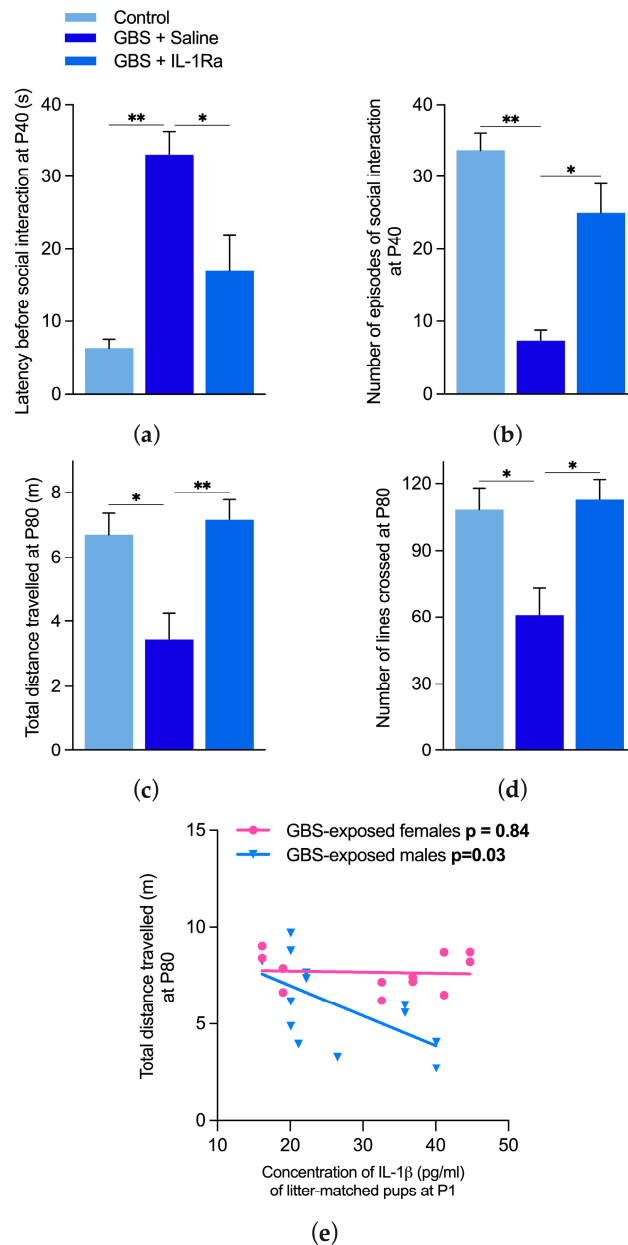 Control
GBS + Saline
GBS + IL-1Ra
Latency before social interaction at P40 (s)
40
30
20
10
0
**
*
(a)
Number of episodes of social interaction
at P40
40
30
20
10
0
**
*
(b)
Total distance travelled at P80 (m)
8
6
4
2
0
*
**
(c)
Number of lines crossed at P80
120
90
60
30
0
*
*
(d)
GBS-exposed females p = 0.84
GBS-exposed males p=0.03
Total distance travelled (m)
at P80
15
10
5
0
10
20
30
40
50
Concentration of IL-1β (pg/ml)
of litter-matched pups at P1
(e)